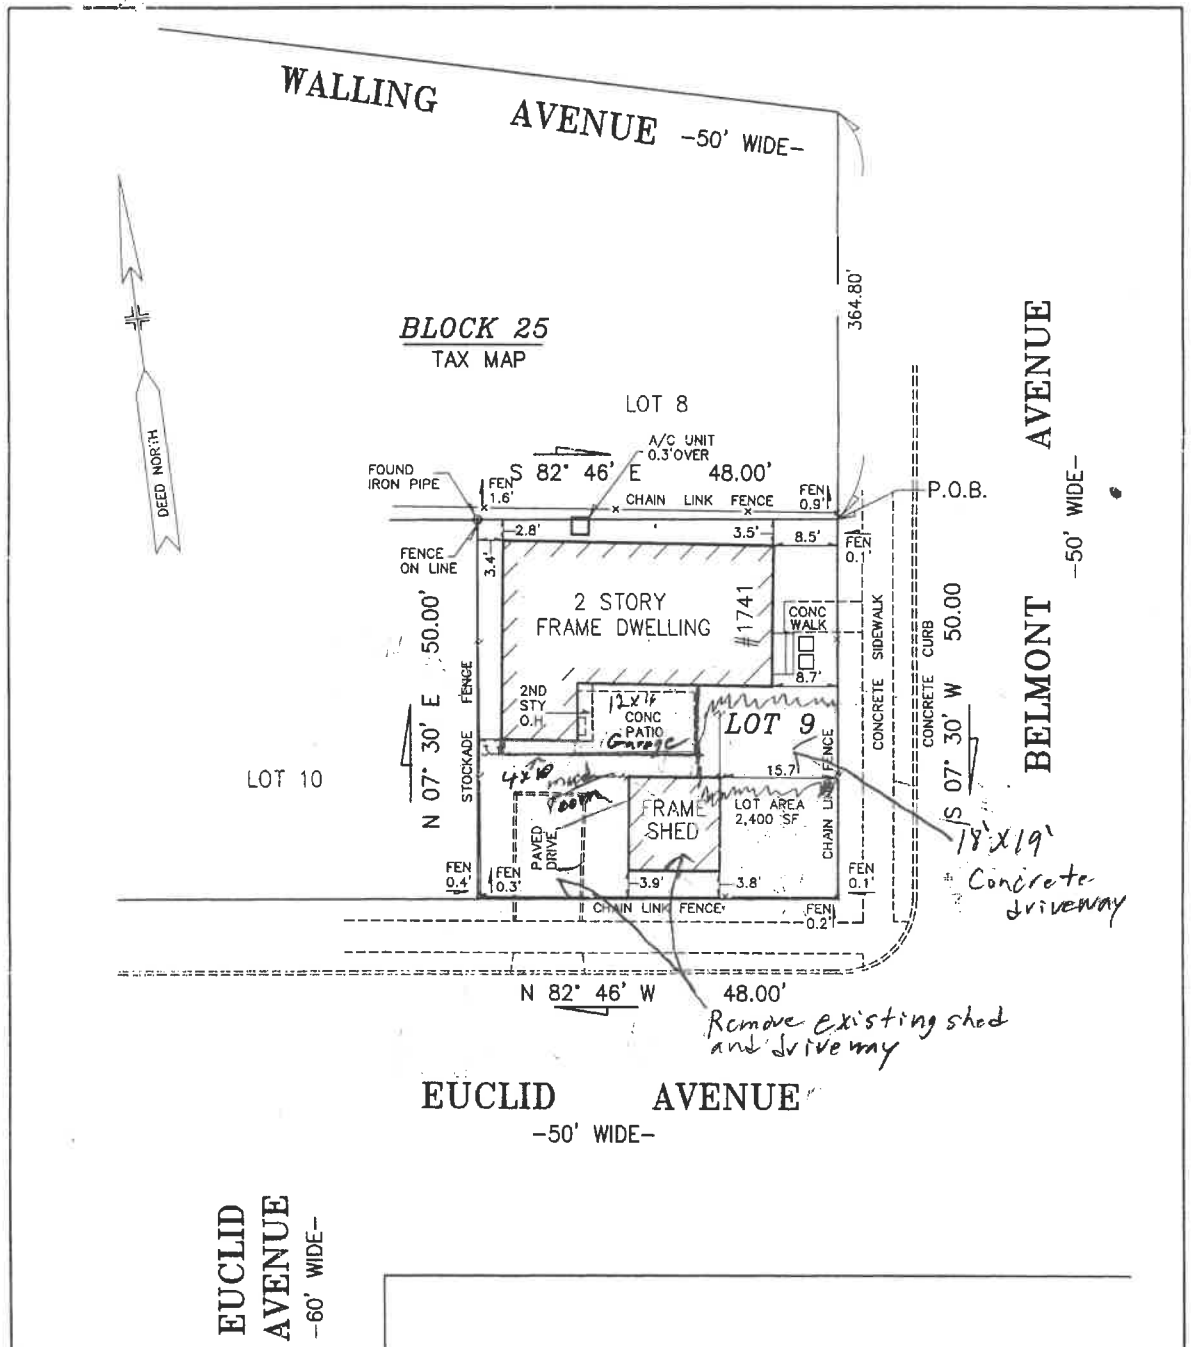 WALLING AVENUE -50' WIDE-
364.80'
BLOCK 25
TAX MAP
DEED NORTH
LOT 8
A/C UNIT
0.3'OVER
S 82° 46' E 48.00'
FOUND
IRON PIPE
FEN
1.6'
CHAIN LINK FENCE
FEN
0.9'
P.O.B.
BELMONT AVENUE
-50' WIDE-
2.8'
3.5'
8.5'
FEN
0.1'
FENCE
ON LINE
3.4'
2 STORY
FRAME DWELLING
#1741
CONC
WALK
8.7'
CONCRETE SIDEWALK
CONCRETE CURB
S 07° 30' W 50.00
N 07° 30' E 50.00'
STOCKADE FENCE
2ND
STY
O.H.
12x14
CONC
PATIO
Garage
LOT 9
CHAIN LINK FENCE
LOT 10
3.
4x10
mud
room
15.7
FRAME
SHED
LOT AREA
2,400 SF
PAVED
DRIVE
18'x19'
Concrete
driveway
FEN
0.4'
FEN
0.3'
3.9'
3.8'
FEN
0.1'
CHAIN LINK FENCE
FEN
0.2'
N 82° 46' W 48.00'
Remove existing shed
and driveway
EUCLID AVENUE
-50' WIDE-
EUCLID
AVENUE
-60' WIDE-